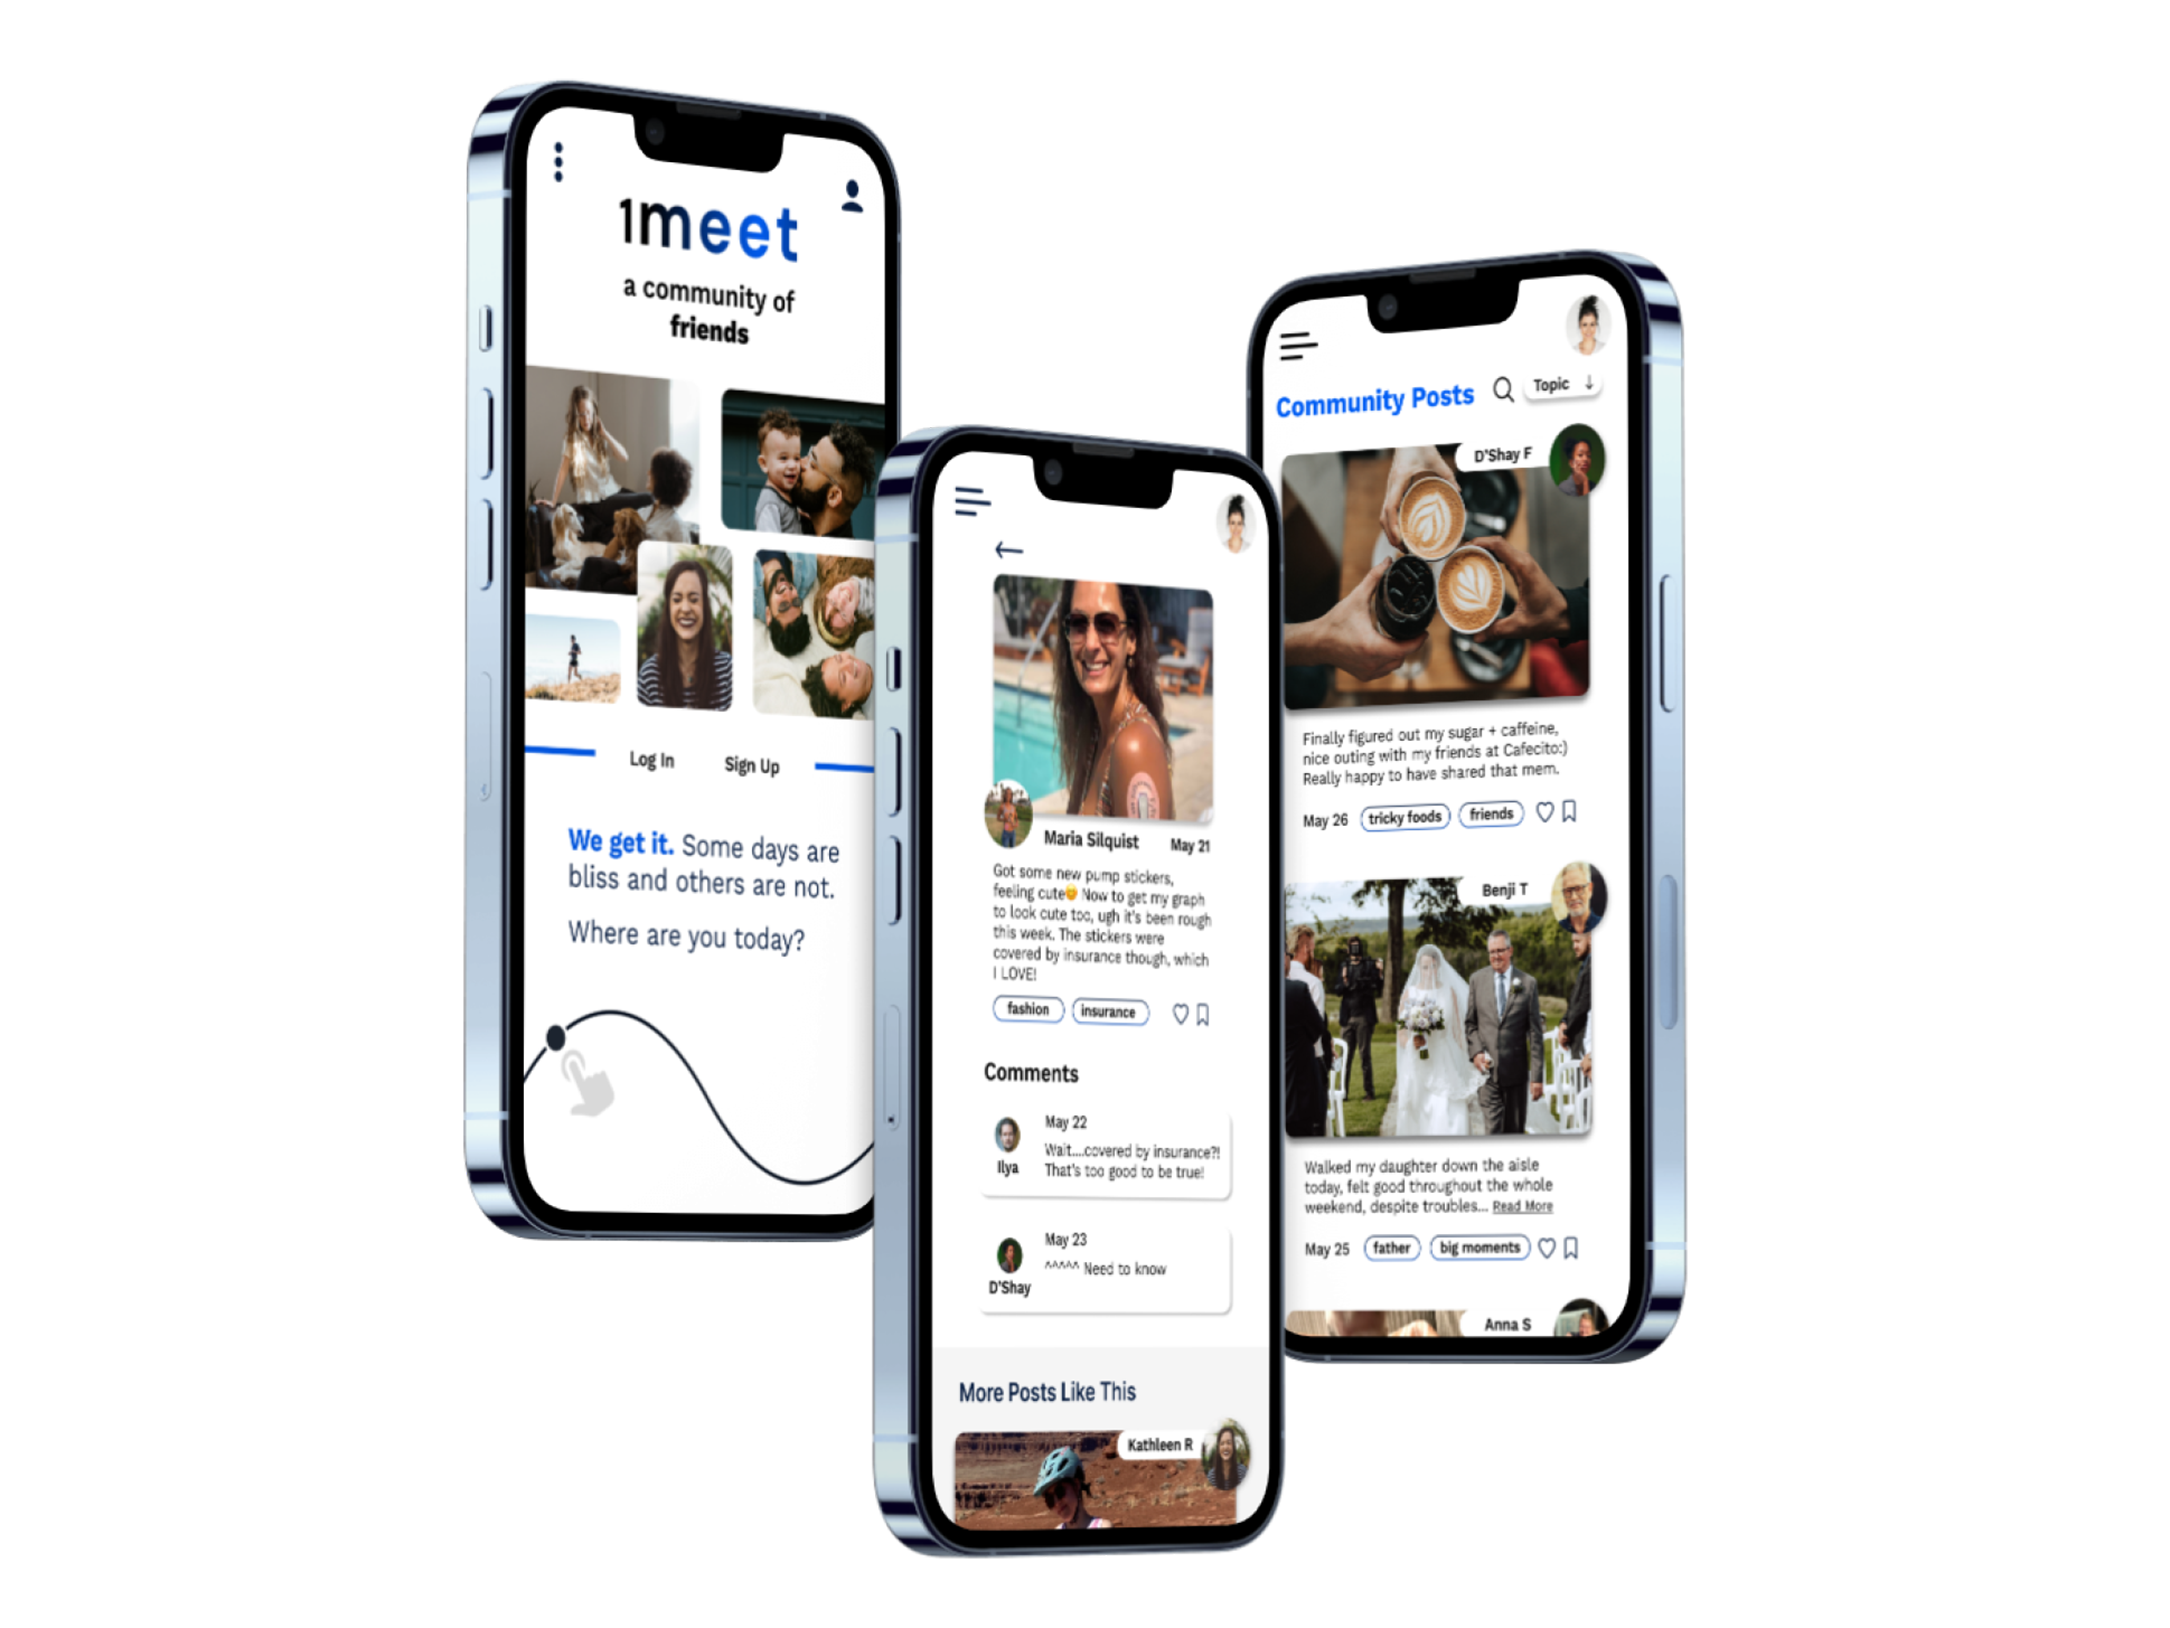 1meet
a community of
friends
Log In
Sign Up
We get it. Some days are
bliss and others are not.
Where are you today?
Maria Silquist
May 21
Got some new pump stickers,
feeling cute😊 Now to get my graph
to look cute too, ugh it's been rough
this week. The stickers were
covered by insurance though, which
I LOVE!
fashion
insurance
Comments
May 22
Ilya
Wait....covered by insurance?!
That's too good to be true!
May 23
D'Shay
^^^^^ Need to know
More Posts Like This
Kathleen R
Community Posts
Topic ↓
D'Shay F
Finally figured out my sugar + caffeine,
nice outing with my friends at Cafecito:)
Really happy to have shared that mem.
May 26
tricky foods
friends
Benji T
Walked my daughter down the aisle
today, felt good throughout the whole
weekend, despite troubles... Read More
May 25
father
big moments
Anna S